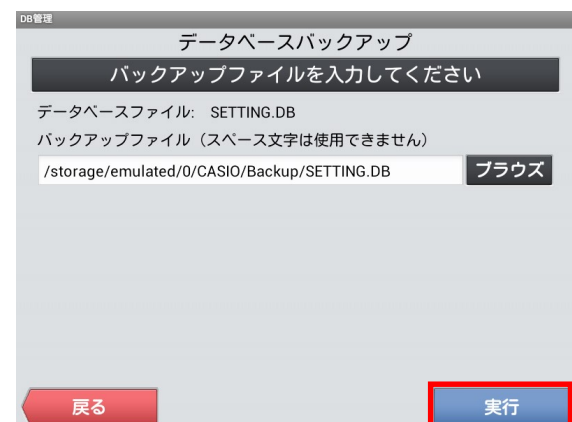 DB管理
データベースバックアップ
バックアップファイルを入力してください
データベースファイル: SETTING.DB
バックアップファイル（スペース文字は使用できません）
/storage/emulated/0/CASIO/Backup/SETTING.DB ブラウズ
戻る 実行